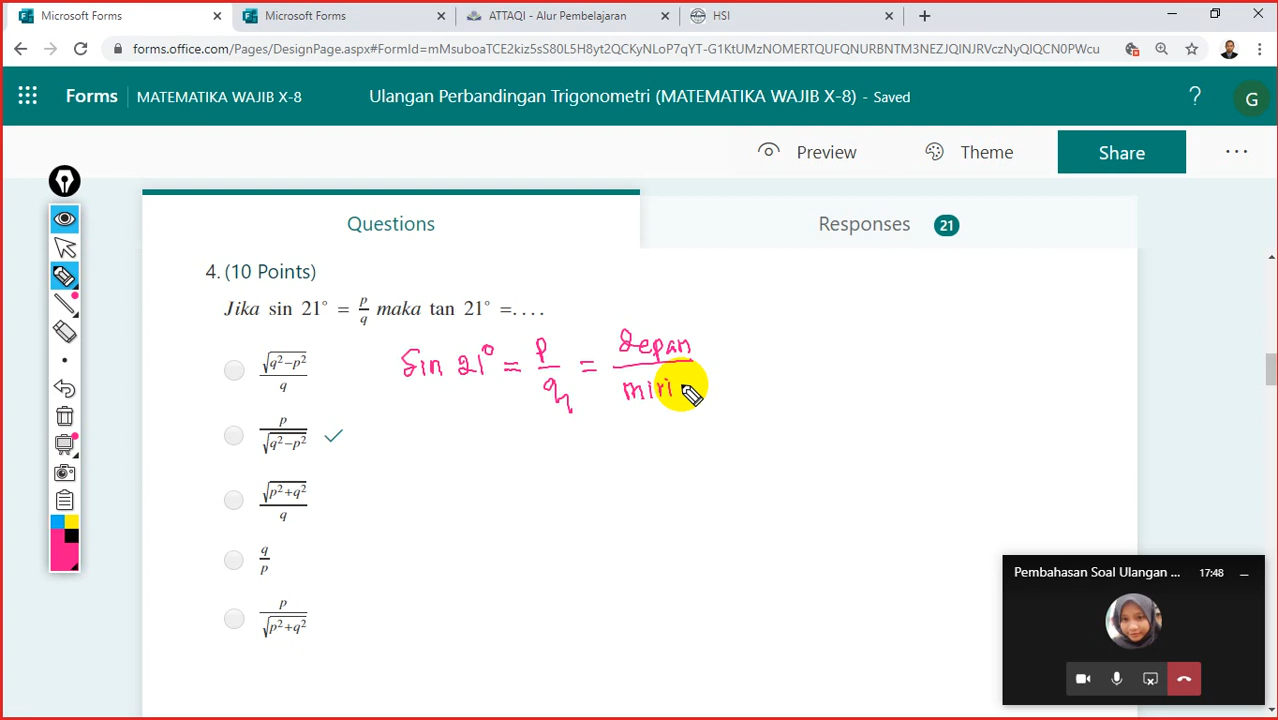 Microsoft Forms
Microsoft Forms
ATTAQI - Alur Pembelajaran
HSI
forms.office.com/Pages/DesignPage.aspx#FormId=mMsuboaTCE2kiz5sS80L5H8yt2QCKyNLoP7qYT-G1KtUMzNOMERTQUFQNURBNTM3NEZJQlNJRVczNyQlQCN0PWcu
Forms
MATEMATIKA WAJIB X-8
Ulangan Perbandingan Trigonometri (MATEMATIKA WAJIB X-8) - Saved
?
G
Preview
Theme
Share
Questions
Responses 21
4. (10 Points)
Jika sin 21° = p/q maka tan 21° =....
√(q²−p²)/q
Sin 21° = p/q = depan/miri
p/√(q²−p²)
√(p²+q²)/q
q/p
p/√(p²+q²)
Pembahasan Soal Ulangan ... 17:48